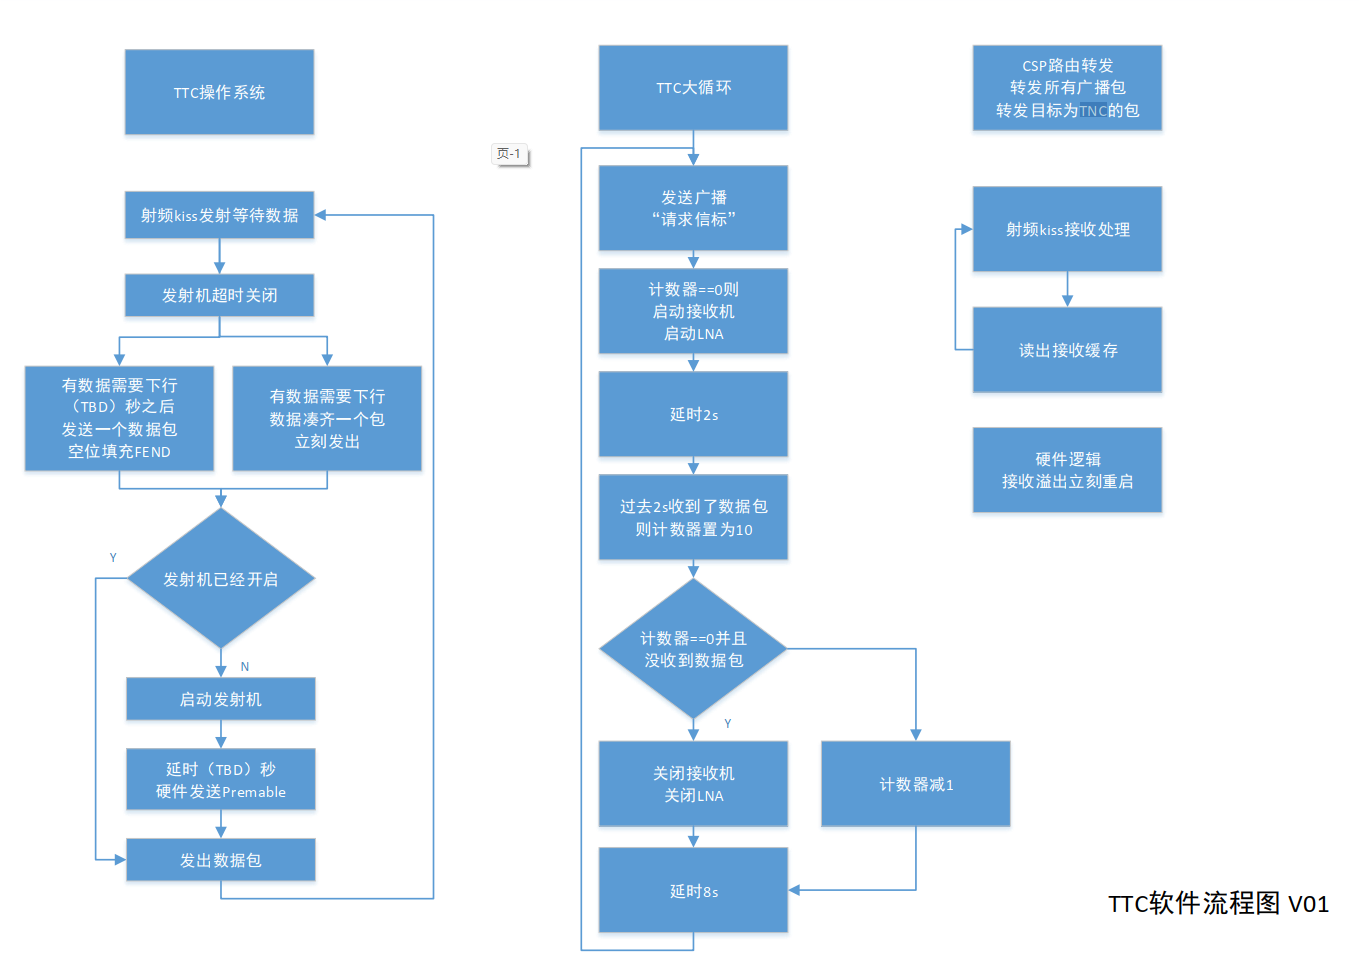 TTC操作系统
射频kiss发射等待数据
发射机超时关闭
有数据需要下行
（TBD）秒之后
发送一个数据包
空位填充FEND
有数据需要下行
数据凑齐一个包
立刻发出
Y
发射机已经开启
N
启动发射机
延时（TBD）秒
硬件发送Premable
发出数据包
页-1
TTC大循环
发送广播
“请求信标”
计数器==0则
启动接收机
启动LNA
延时2s
过去2s收到了数据包
则计数器置为10
计数器==0并且
没收到数据包
Y
关闭接收机
关闭LNA
计数器减1
延时8s
CSP路由转发
转发所有广播包
转发目标为TNC的包
射频kiss接收处理
读出接收缓存
硬件逻辑
接收溢出立刻重启
TTC软件流程图 V01